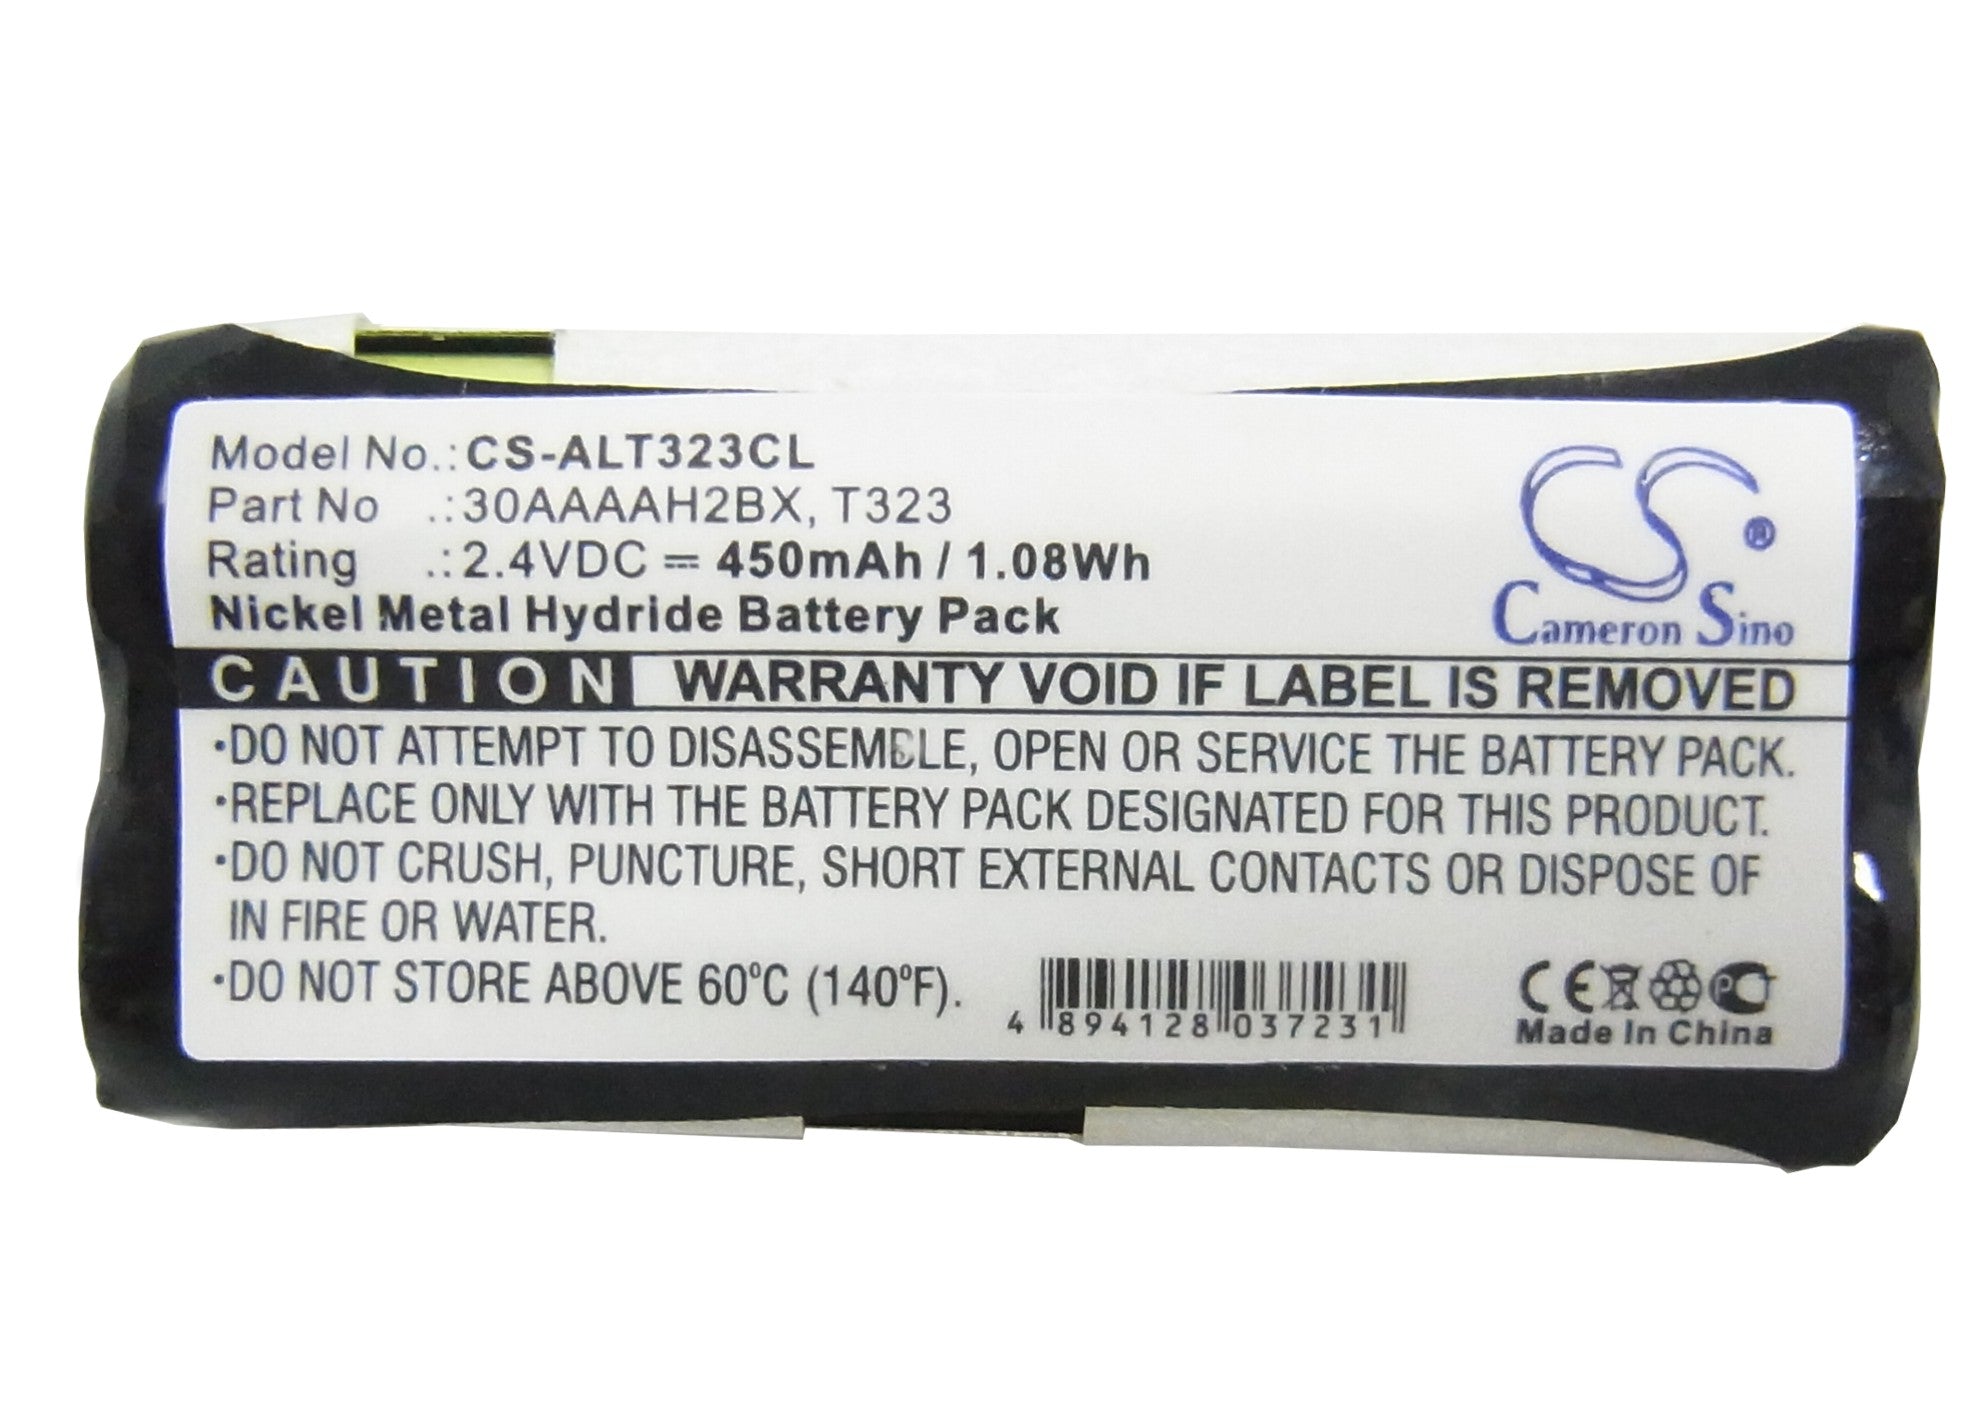 Model No.: CS-ALT323CL
Part No .: 30AAAAH2BX, T323
Rating .: 2.4VDC ⎓ 450mAh / 1.08Wh
Nickel Metal Hydride Battery Pack
CS ®
Cameron Sino
CAUTION WARRANTY VOID IF LABEL IS REMOVED
•DO NOT ATTEMPT TO DISASSEMBLE, OPEN OR SERVICE THE BATTERY PACK.
•REPLACE ONLY WITH THE BATTERY PACK DESIGNATED FOR THIS PRODUCT.
•DO NOT CRUSH, PUNCTURE, SHORT EXTERNAL CONTACTS OR DISPOSE OF
IN FIRE OR WATER.
•DO NOT STORE ABOVE 60°C (140°F).
4 894128 037231
CE PC
Made In China